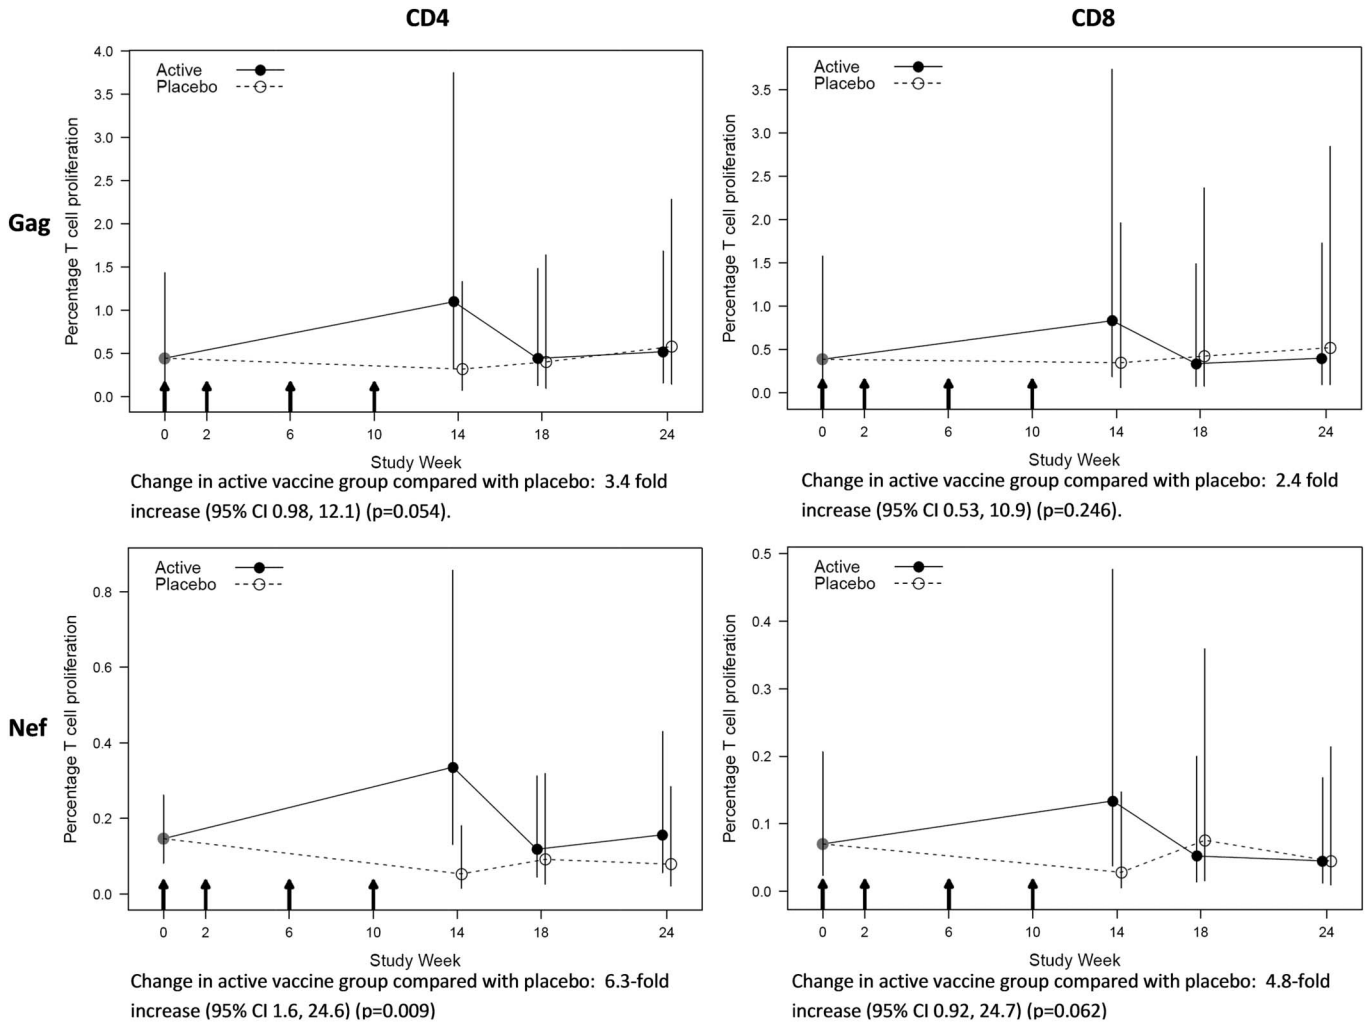 CD4
CD8
Gag
Active
Placebo
Percentage T cell proliferation
4.0
3.5
3.0
2.5
2.0
1.5
1.0
0.5
0.0
0 2 6 10 14 18 24
Study Week
Change in active vaccine group compared with placebo: 3.4 fold
increase (95% CI 0.98, 12.1) (p=0.054).
Active
Placebo
Percentage T cell proliferation
3.5
3.0
2.5
2.0
1.5
1.0
0.5
0.0
0 2 6 10 14 18 24
Study Week
Change in active vaccine group compared with placebo: 2.4 fold
increase (95% CI 0.53, 10.9) (p=0.246).
Nef
Active
Placebo
Percentage T cell proliferation
0.8
0.6
0.4
0.2
0.0
0 2 6 10 14 18 24
Study Week
Change in active vaccine group compared with placebo: 6.3-fold
increase (95% CI 1.6, 24.6) (p=0.009)
Active
Placebo
Percentage T cell proliferation
0.5
0.4
0.3
0.2
0.1
0.0
0 2 6 10 14 18 24
Study Week
Change in active vaccine group compared with placebo: 4.8-fold
increase (95% CI 0.92, 24.7) (p=0.062)